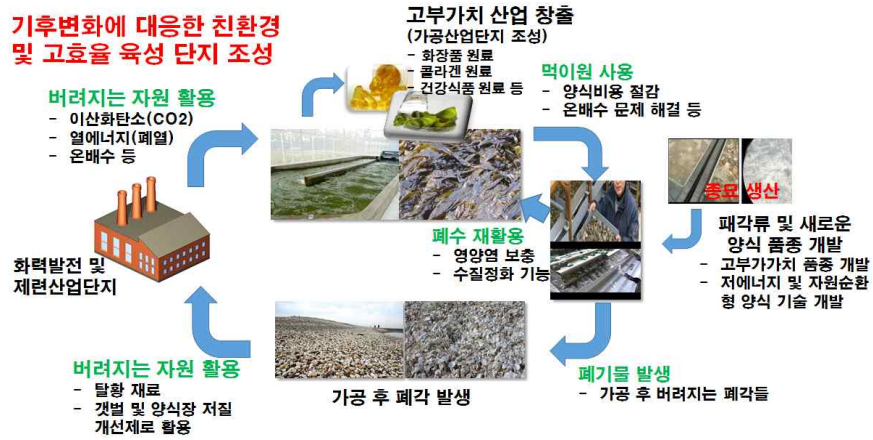 기후변화에 대응한 친환경
및 고효율 육성 단지 조성
고부가치 산업 창출
(가공산업단지 조성)
- 화장품 원료
- 콜라겐 원료
- 건강식품 원료 등
버려지는 자원 활용
- 이산화탄소(CO2)
- 열에너지(폐열)
- 온배수 등
먹이원 사용
- 양식비용 절감
- 온배수 문제 해결 등
종묘 생산
패각류 및 새로운
양식 품종 개발
- 고부가가치 품종 개발
- 저에너지 및 자원순환
형 양식 기술 개발
폐수 재활용
- 영양염 보충
- 수질정화 기능
화력발전 및
제련산업단지
버려지는 자원 활용
- 탈황 재료
- 갯벌 및 양식장 저질
개선제로 활용
가공 후 폐각 발생
폐기물 발생
- 가공 후 버려지는 폐각들